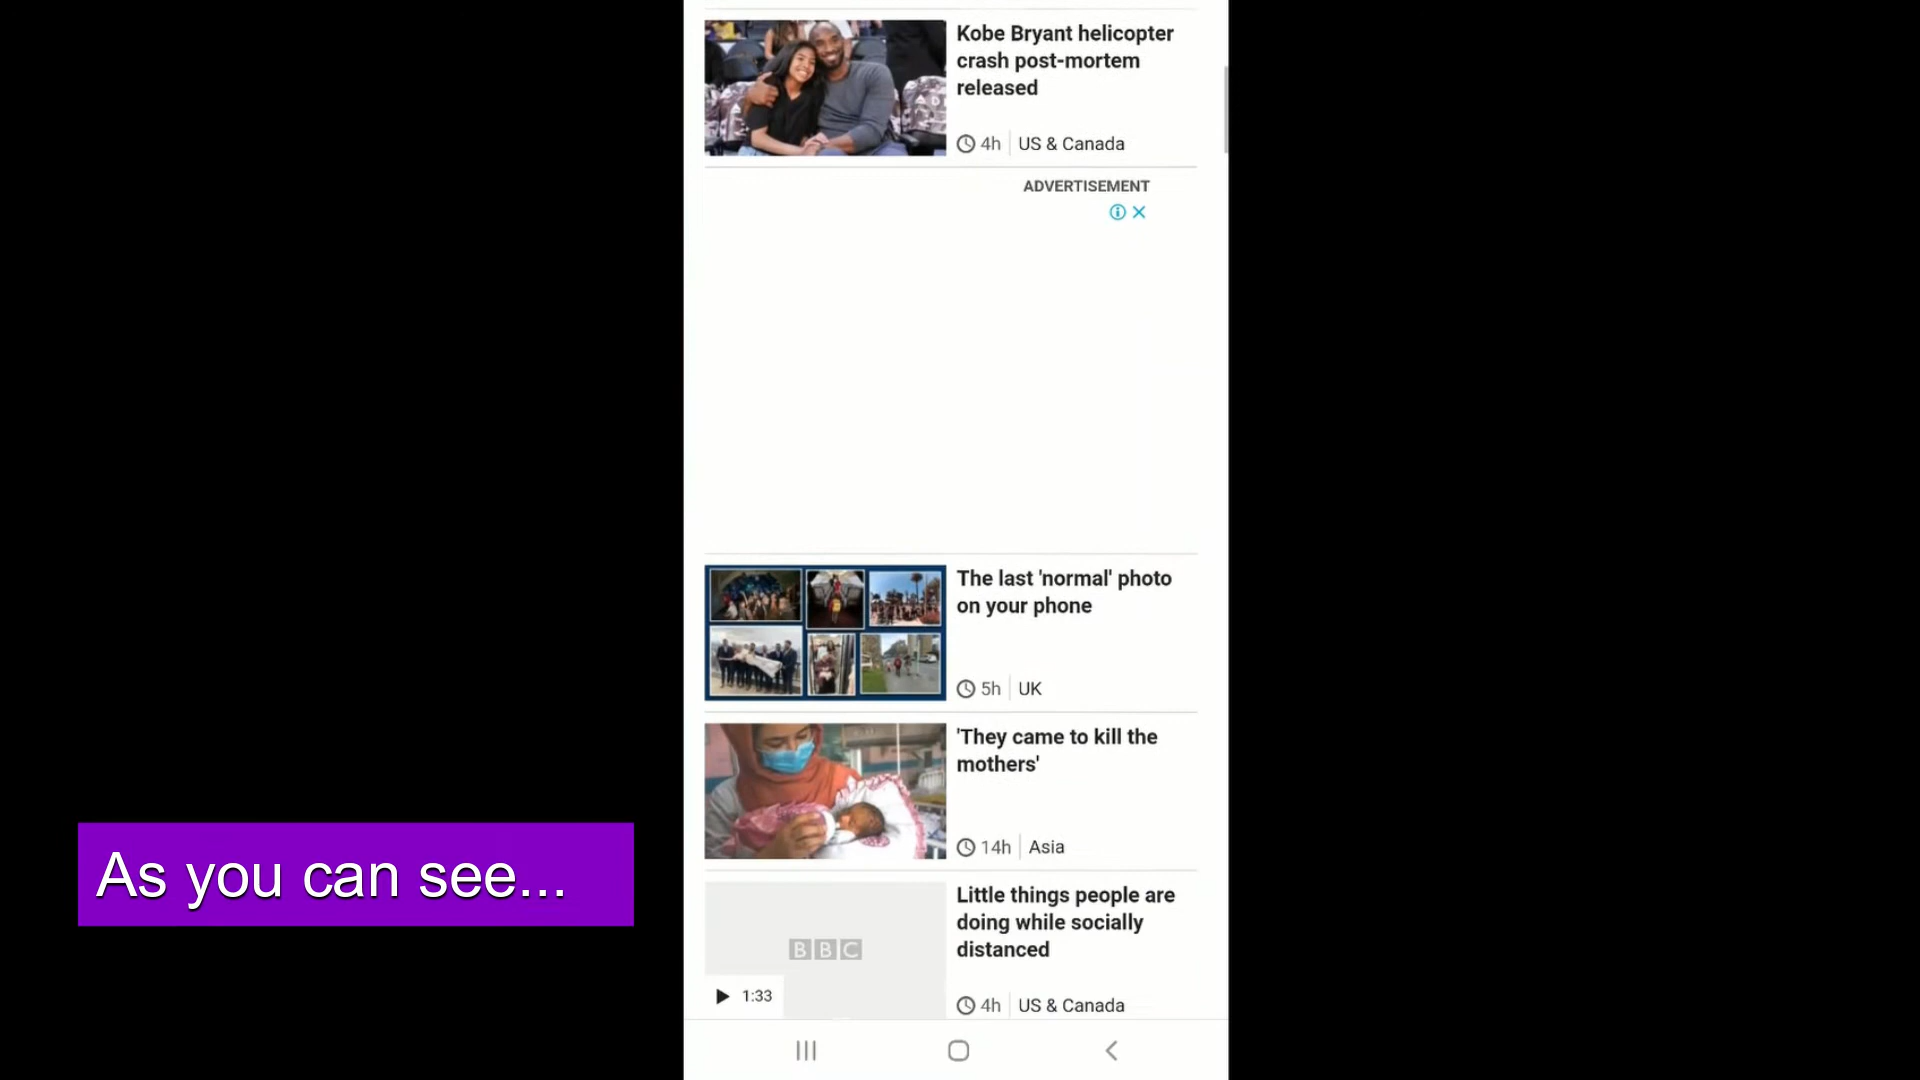 Kobe Bryant helicopter
crash post-mortem
released
4h
US & Canada
ADVERTISEMENT
The last 'normal' photo
on your phone
5h
UK
'They came to kill the
mothers'
14h
Asia
Little things people are
doing while socially
distanced
BBC
1:33
4h
US & Canada
As you can see...